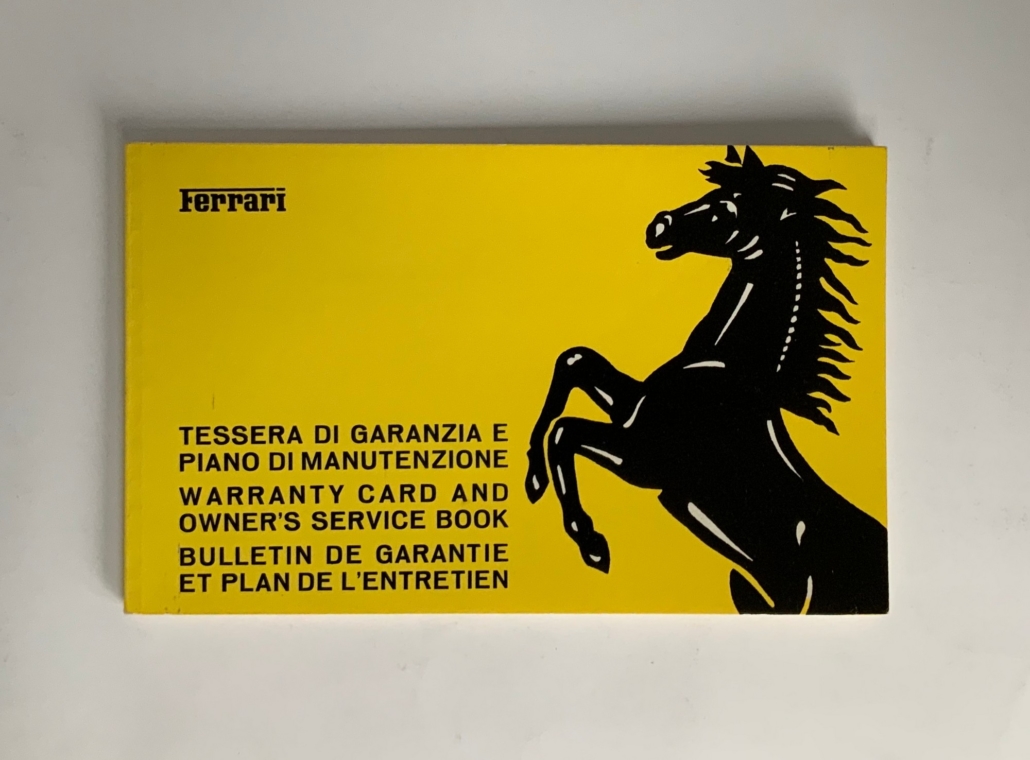 Ferrari
TESSERA DI GARANZIA E
PIANO DI MANUTENZIONE
WARRANTY CARD AND
OWNER'S SERVICE BOOK
BULLETIN DE GARANTIE
ET PLAN DE L'ENTRETIEN